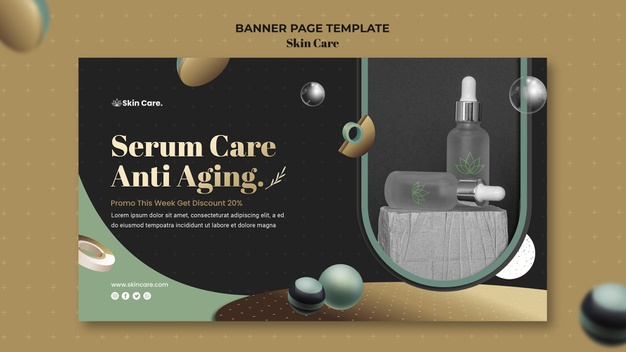 BANNER PAGE TEMPLATE
Skin Care
Skin Care.
Serum Care
Anti Aging.
Promo This Week Get Discount 20%
Lorem ipsum dolor sit amet, consectetur adipiscing elit, a ed
do eiusmod tempoatra incididunt ut labore et dolore magna
www.skincare.com